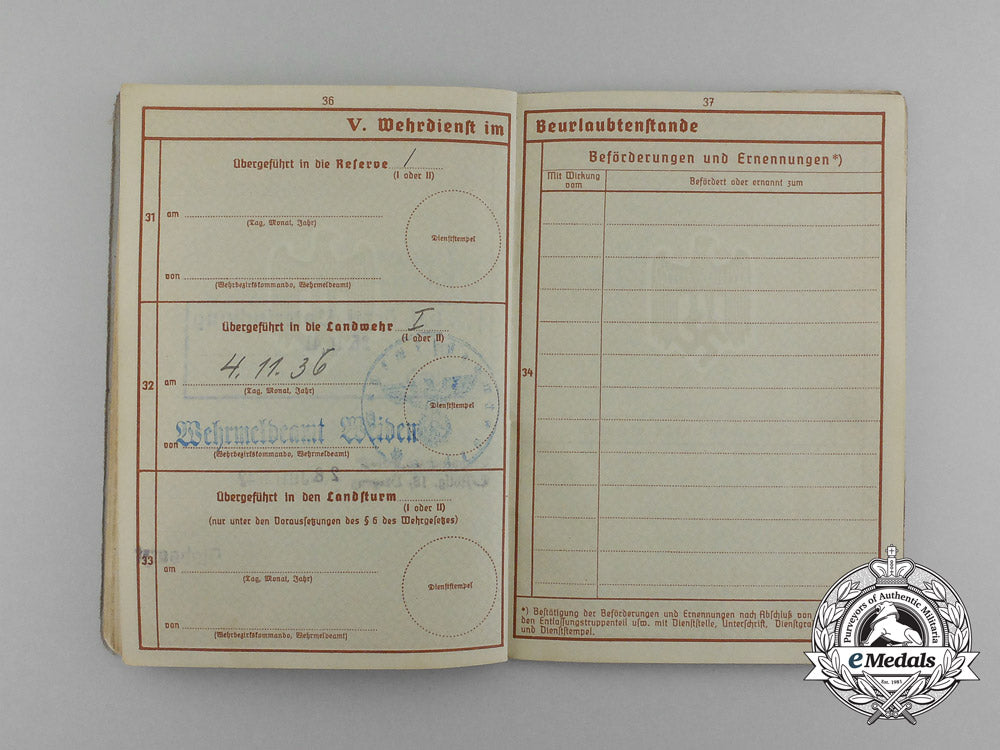 36
V. Wehrdienst im
31
Übergeführt in die Reserve I
(I oder II)
am
(Tag, Monat, Jahr)
Dienststempel
von
(Wehrbezirkskommando, Wehrmeldeamt)
32
Übergeführt in die Landwehr I
(I oder II)
am 4.11.36
(Tag, Monat, Jahr)
Dienststempel
von Wehrmeldeamt Weiden
(Wehrbezirkskommando, Wehrmeldeamt)
33
Übergeführt in den Landsturm
(I oder II)
(nur unter den Voraussetzungen des § 6 des Wehrgesetzes)
am
(Tag, Monat, Jahr)
Dienststempel
von
(Wehrbezirkskommando, Wehrmeldeamt)
37
Beurlaubtenstande
Beförderungen und Ernennungen*)
Mit Wirkung vom
Befördert oder ernannt zum
34
*) Bestätigung der Beförderungen und Ernennungen nach Abschluß von
den Entlassungstruppenteil usw. mit Dienststelle, Unterschrift, Dienstgra
und Dienststempel.
Purveyors of Authentic Militaria
eMedals
Est. 1981